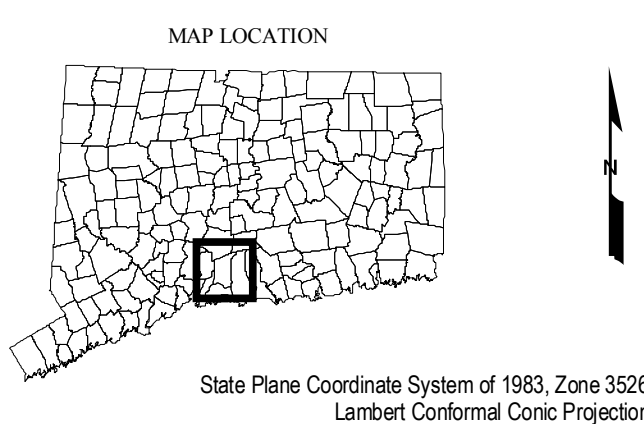 MAP LOCATION
N
State Plane Coordinate System of 1983, Zone 3526
Lambert Conformal Conic Projection